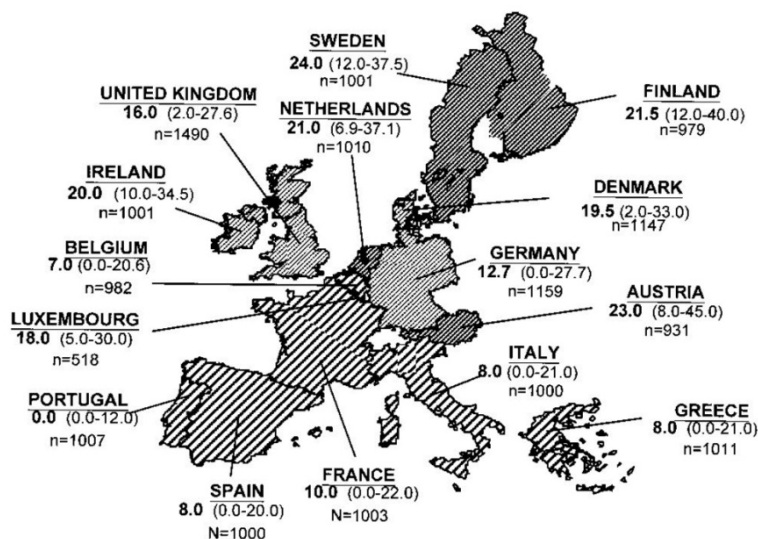 SWEDEN
24.0 (12.0-37.5)
n=1001
UNITED KINGDOM
16.0 (2.0-27.6)
n=1490
NETHERLANDS
21.0 (6.9-37.1)
n=1010
FINLAND
21.5 (12.0-40.0)
n=979
IRELAND
20.0 (10.0-34.5)
n=1001
DENMARK
19.5 (2.0-33.0)
n=1147
BELGIUM
7.0 (0.0-20.6)
n=982
GERMANY
12.7 (0.0-27.7)
n=1159
AUSTRIA
23.0 (8.0-45.0)
n=931
LUXEMBOURG
18.0 (5.0-30.0)
n=518
ITALY
8.0 (0.0-21.0)
n=1000
PORTUGAL
0.0 (0.0-12.0)
n=1007
GREECE
8.0 (0.0-21.0)
n=1011
FRANCE
10.0 (0.0-22.0)
N=1003
SPAIN
8.0 (0.0-20.0)
N=1000